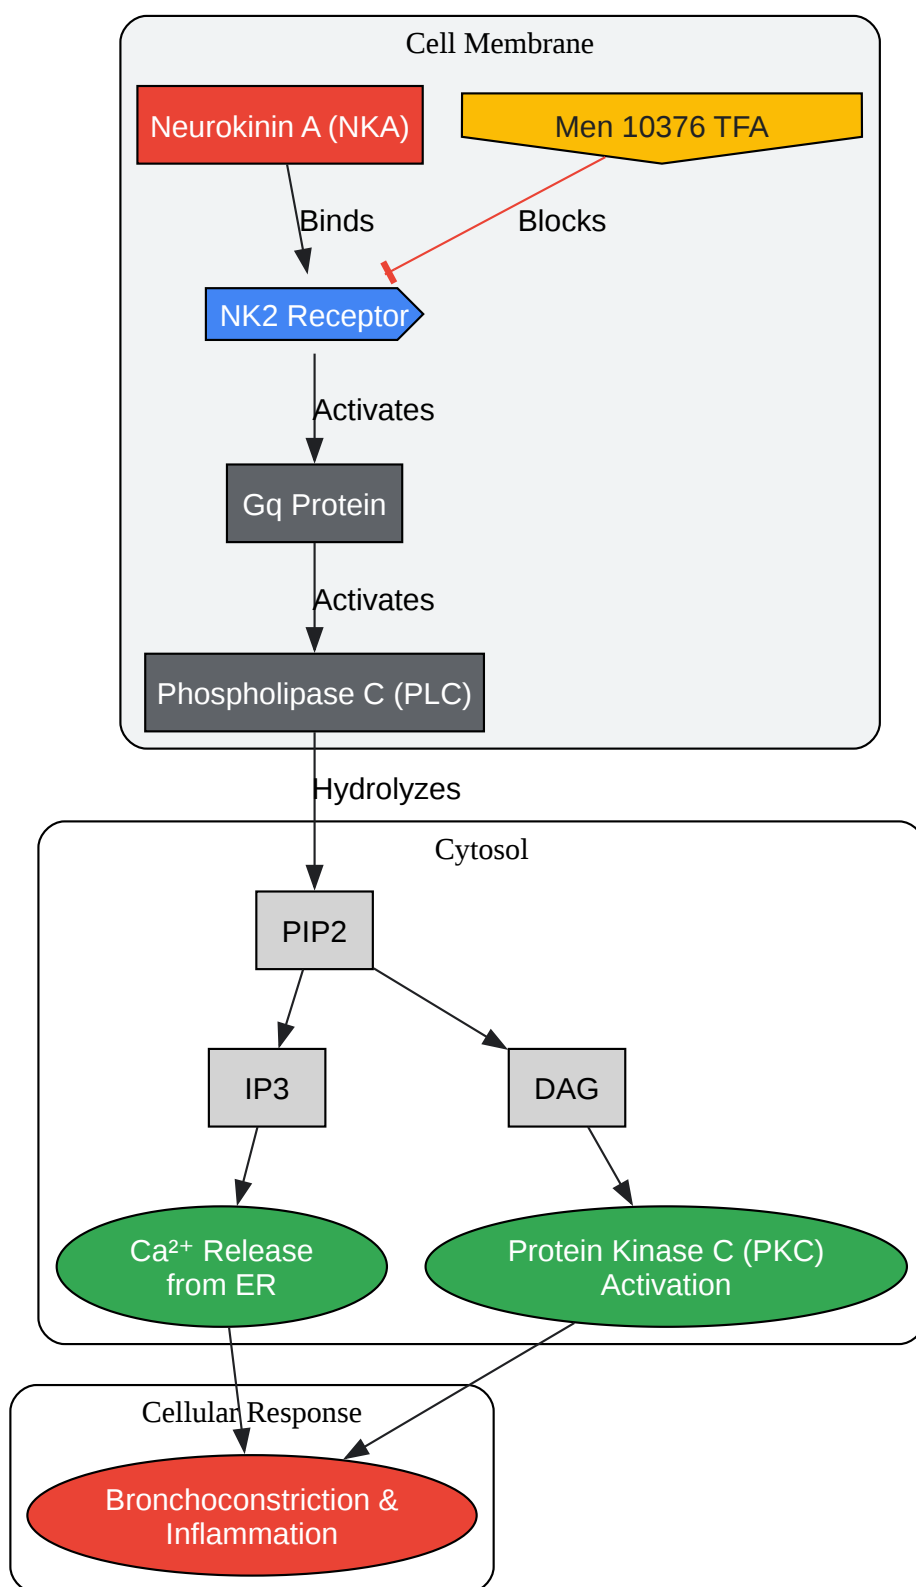 Cell Membrane
Neurokinin A (NKA)
Men 10376 TFA
Binds
Blocks
NK2 Receptor
Activates
Gq Protein
Activates
Phospholipase C (PLC)
Hydrolyzes
Cytosol
PIP2
IP3
DAG
Ca²⁺ Release
from ER
Protein Kinase C (PKC)
Activation
Cellular Response
Bronchoconstriction &
Inflammation